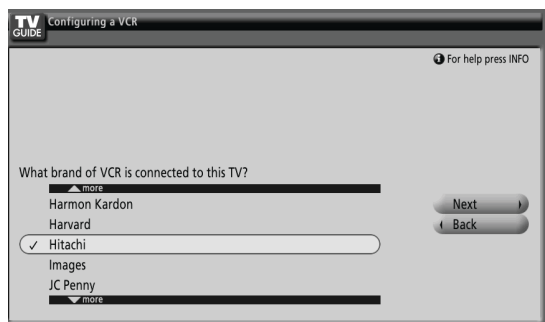 TV
GUIDE
Configuring a VCR
i For help press INFO
What brand of VCR is connected to this TV?
more
Harmon Kardon
Harvard
✓ Hitachi
Images
JC Penny
more
Next
Back